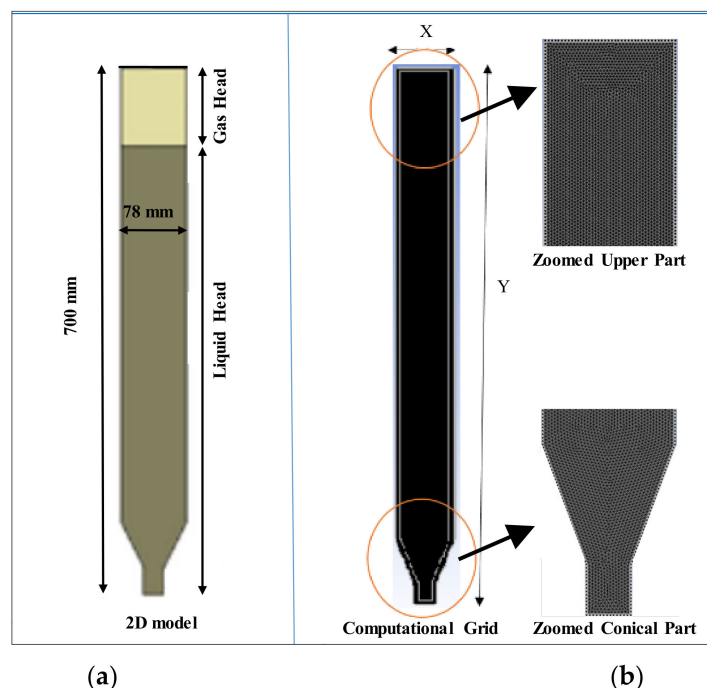 X
Gas Head
78 mm
700 mm
Liquid Head
Y
Zoomed Upper Part
2D model
Computational Grid
Zoomed Conical Part
(a)
(b)